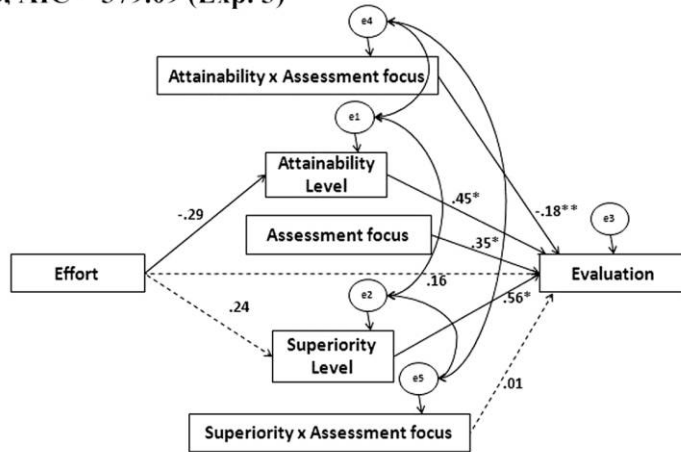 AIC = 379.09 (Exp. 3)
e4
Attainability x Assessment focus
e1
Attainability
Level
-.29
.45*
-.18**
e3
Assessment focus
.35*
Effort
Evaluation
.16
e2
.24
.56*
Superiority
Level
e5
.01
Superiority x Assessment focus